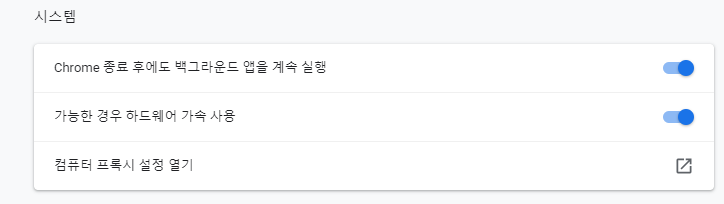 시스템
Chrome 종료 후에도 백그라운드 앱을 계속 실행
가능한 경우 하드웨어 가속 사용
컴퓨터 프록시 설정 열기